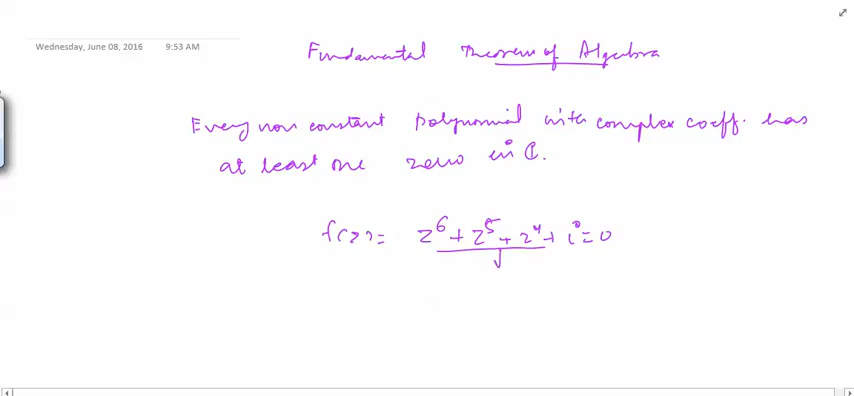 Wednesday, June 08, 2016 9:53 AM
Fundamental Theorem of Algebra
Every non constant Polynomial with complex coeff. has
at least one zero in ℂ.
f(z) = z⁶ + z⁵ + z⁴ + i = 0